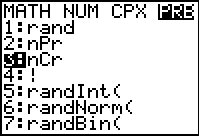 MATH NUM CPX PRB
1:rand
2:nPr
3:nCr
4:!
5:randInt(
6:randNorm(
7:randBin(